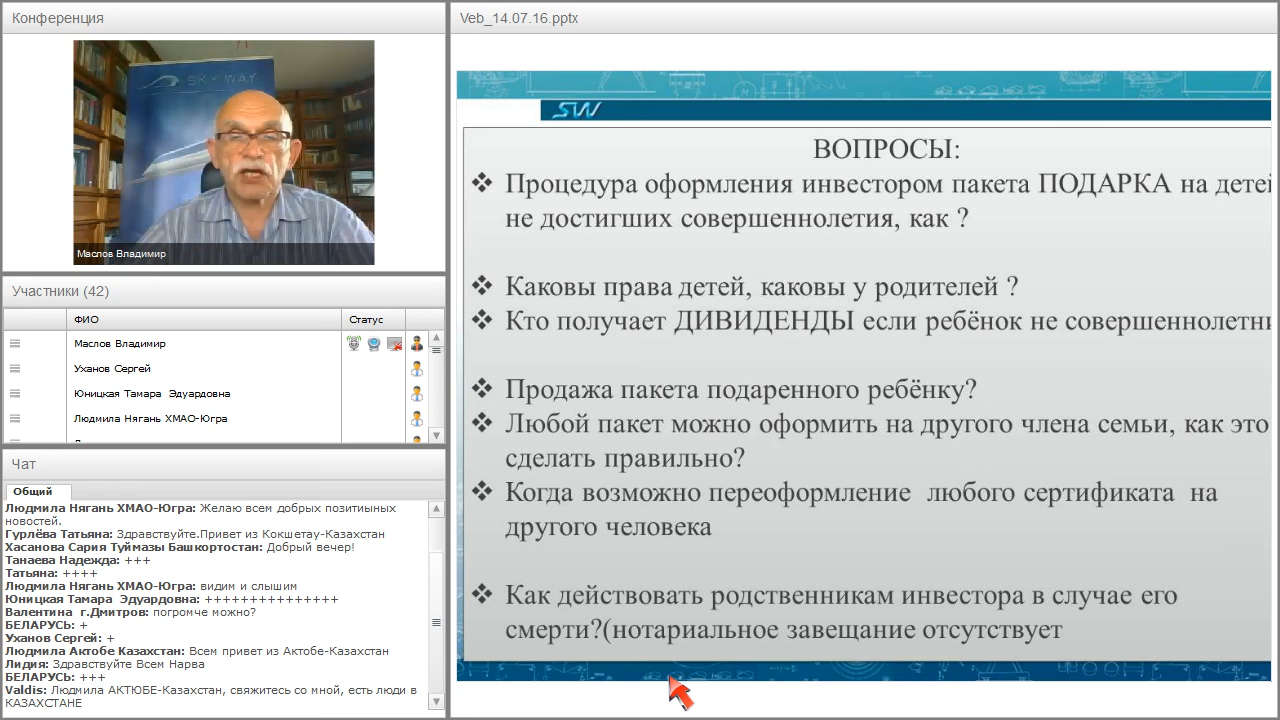 Конференция
SKY WAY
Маслов Владимир
Участники (42)
ФИО
Статус
Маслов Владимир
Уханов Сергей
Юницкая Тамара Эдуардовна
Людмила Нягань ХМАО-Югра
Чат
Общий
Людмила Нягань ХМАО-Югра: Желаю всем добрых позитиыных
новостей.
Гурлёва Татьяна: Здравствуйте.Привет из Кокшетау-Казахстан
Хасанова Сария Туймазы Башкортостан: Добрый вечер!
Танаева Надежда: +++
Татьяна: ++++
Людмила Нягань ХМАО-Югра: видим и слышим
Юницкая Тамара Эдуардовна: +++++++++++++++
Валентина г.Дмитров: погромче можно?
БЕЛАРУСЬ: +
Уханов Сергей: +
Людмила Актобе Казахстан: Всем привет из Актобе-Казахстан
Лидия: Здравствуйте Всем Нарва
БЕЛАРУСЬ: +++
Valdis: Людмила АКТЮБЕ-Казахстан, свяжитесь со мной, есть люди в
КАЗАХСТАНЕ
Veb_14.07.16.pptx
SW
ВОПРОСЫ:
❖ Процедура оформления инвестором пакета ПОДАРКА на детей
не достигших совершеннолетия, как ?
❖ Каковы права детей, каковы у родителей ?
❖ Кто получает ДИВИДЕНДЫ если ребёнок не совершеннолетни
❖ Продажа пакета подаренного ребёнку?
❖ Любой пакет можно оформить на другого члена семьи, как это
сделать правильно?
❖ Когда возможно переоформление любого сертификата на
другого человека
❖ Как действовать родственникам инвестора в случае его
смерти?(нотариальное завещание отсутствует